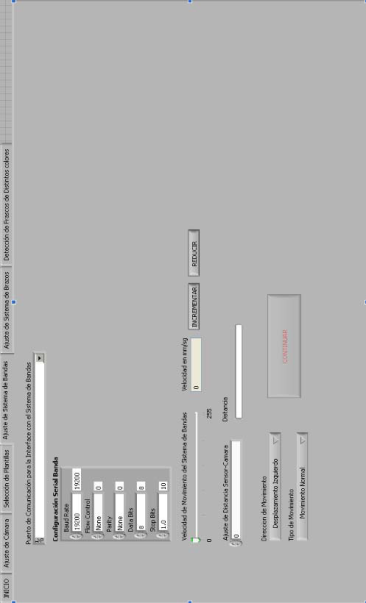 INICIO
Ajuste de Cámara
Selección de Plantillas
Ajuste de Sistema de Bandas
Ajuste de Sistema de Brazos
Detección de Frascos de Distintos colores
Puerto de Comunicación para la Interface con el Sistema de Bandas
Configuración Serial Banda
Baud Rate
19200 19200
Flow Control
None 0
Parity
None 0
Data Bits
8 8
Stop Bits
1.0 10
Velocidad de Movimiento del Sistema de Bandas
0 255
Velocidad en mm/sg
0
INCREMENTAR
REDUCIR
Ajuste de Distancia Sensor-Cámara
0
Distancia
Dirección de Movimiento
Desplazamiento Izquierdo
Tipo de Movimiento
Movimiento Normal
CONTINUAR